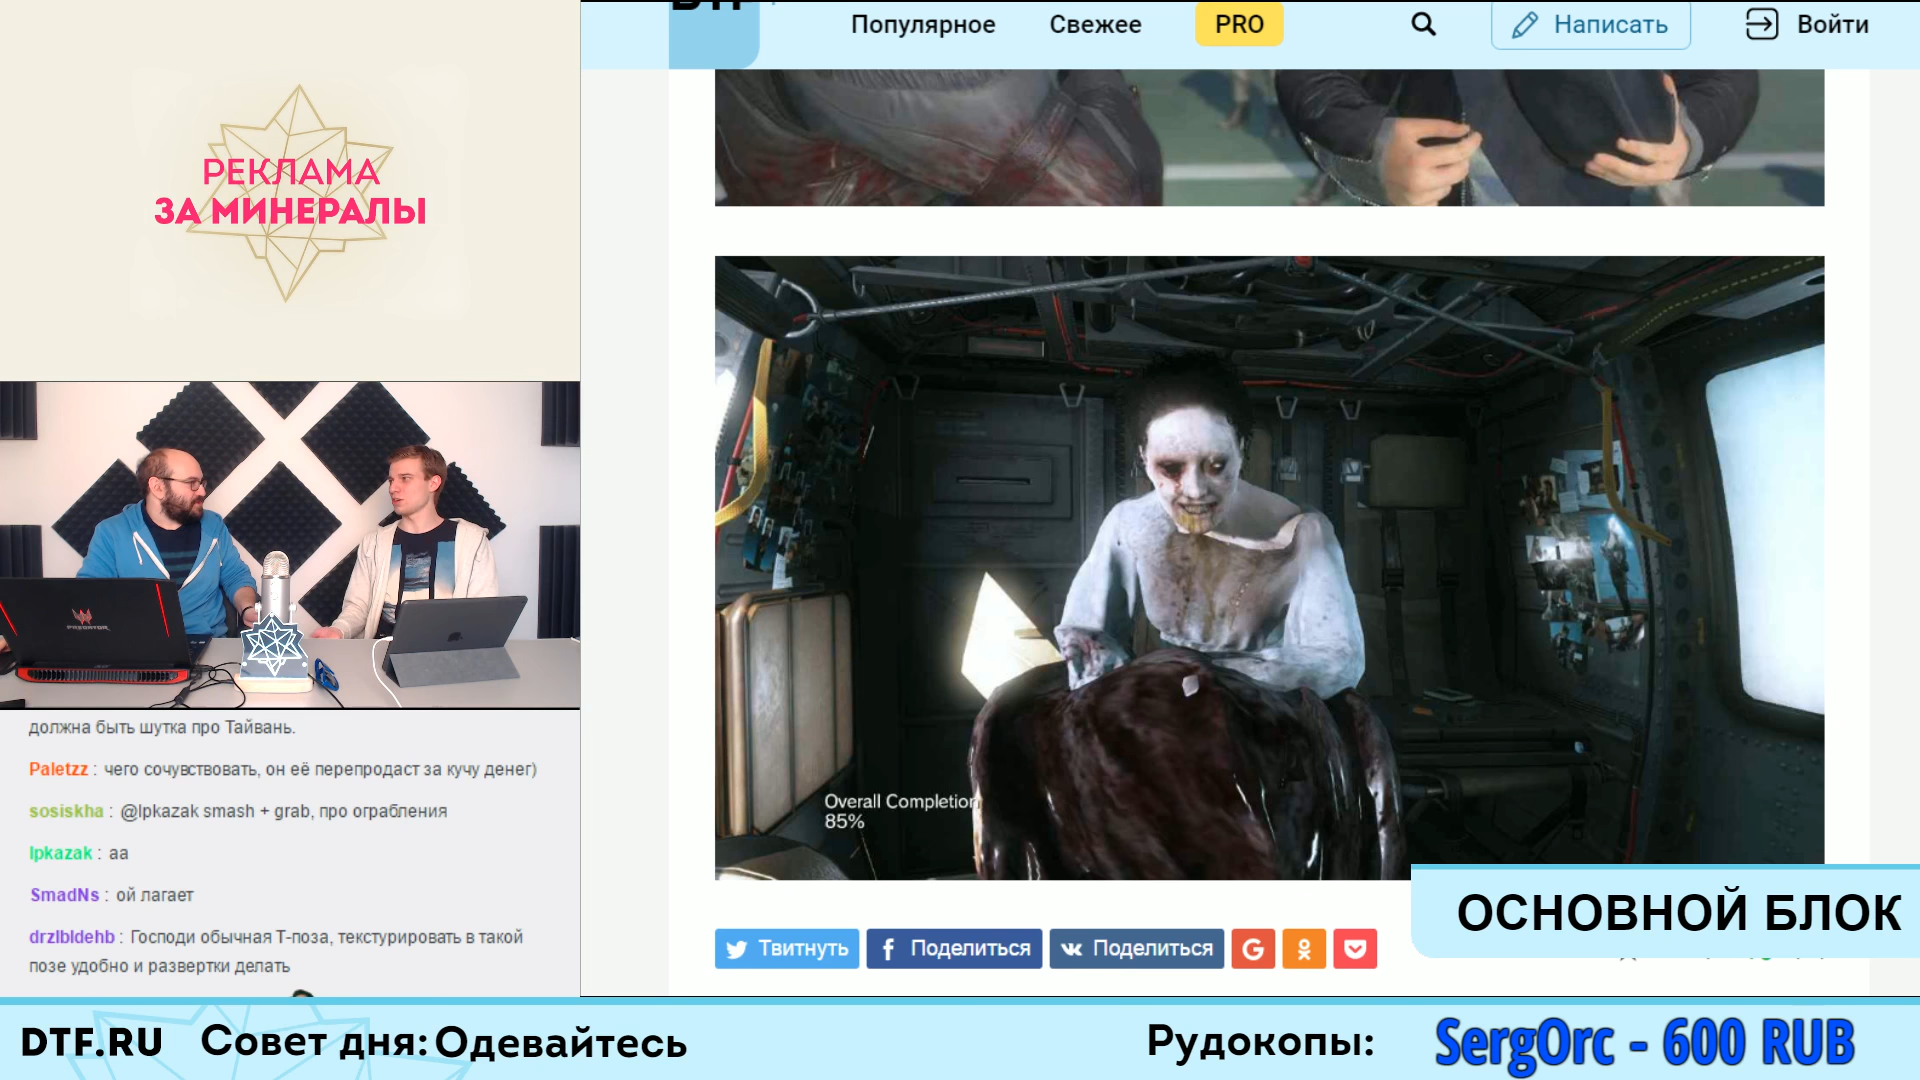 DTF
Популярное
Свежее
PRO
Написать
Войти
РЕКЛАМА
ЗА МИНЕРАЛЫ
PREDATOR
должна быть шутка про Тайвань.
Paletzz : чего сочувствовать, он её перепродаст за кучу денег)
sosiskha : @lpkazak smash + grab, про ограбления
lpkazak : аа
SmadNs : ой лагает
drzlbldehb : Господи обычная Т-поза, текстурировать в такой
позе удобно и развертки делать
Overall Completion
85%
Твитнуть
Поделиться
Поделиться
ОСНОВНОЙ БЛОК
DTF.RU
Совет дня: Одевайтесь
Рудокопы:
SergOrc - 600 RUB